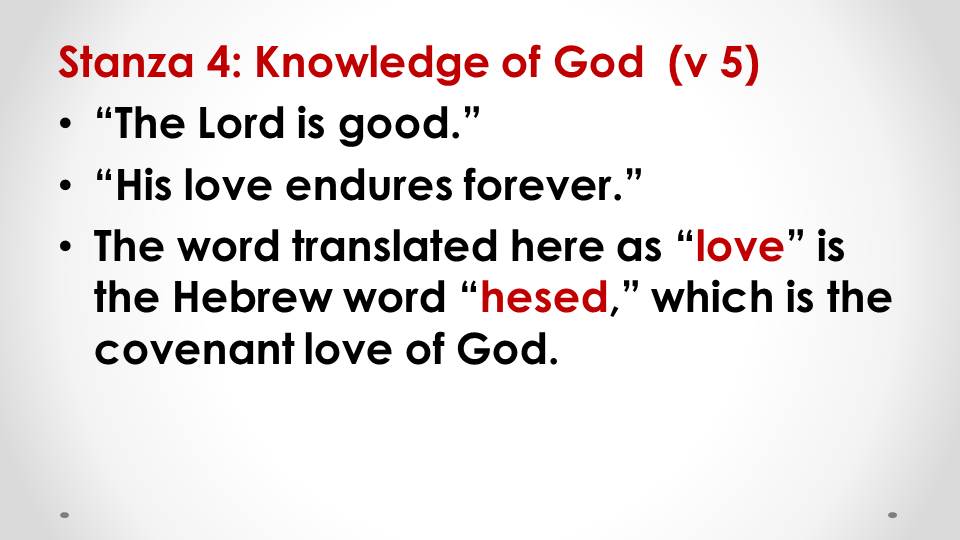 Stanza 4: Knowledge of God  (v 5)
• “The Lord is good.”
• “His love endures forever.”
• The word translated here as “love” is
the Hebrew word “hesed,” which is the
covenant love of God.